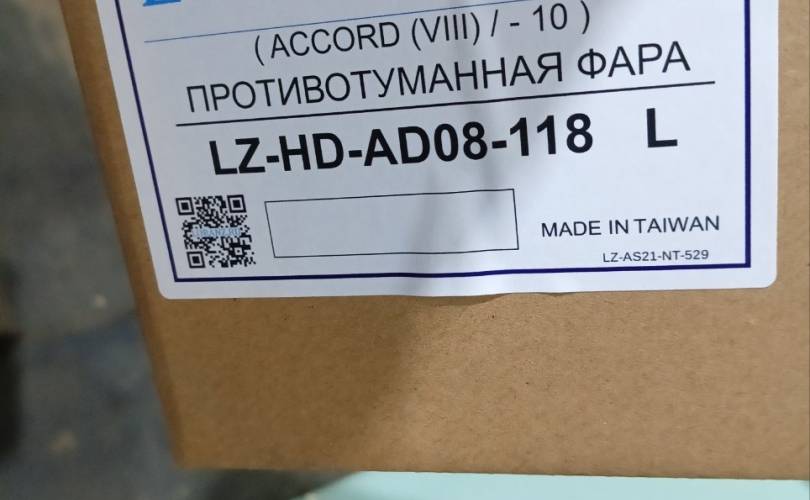 ( ACCORD (VIII) / - 10 )
ПРОТИВОТУМАННАЯ ФАРА
LZ-HD-AD08-118 L
MADE IN TAIWAN
LZ-AS21-NT-529